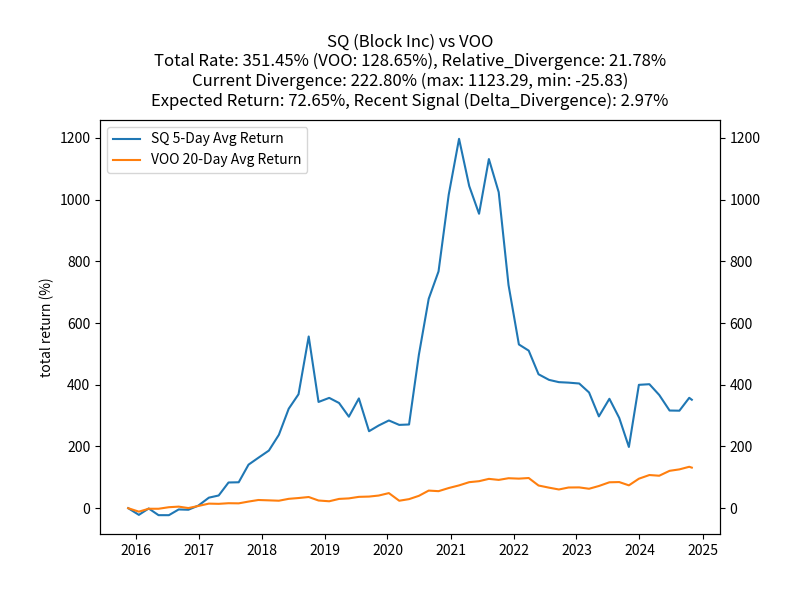 SQ (Block Inc) vs VOO
Total Rate: 351.45% (VOO: 128.65%), Relative_Divergence: 21.78%
Current Divergence: 222.80% (max: 1123.29, min: -25.83)
Expected Return: 72.65%, Recent Signal (Delta_Divergence): 2.97%
SQ 5-Day Avg Return
VOO 20-Day Avg Return
total return (%)
1200
1000
800
600
400
200
0
1200
1000
800
600
400
200
0
2016 2017 2018 2019 2020 2021 2022 2023 2024 2025